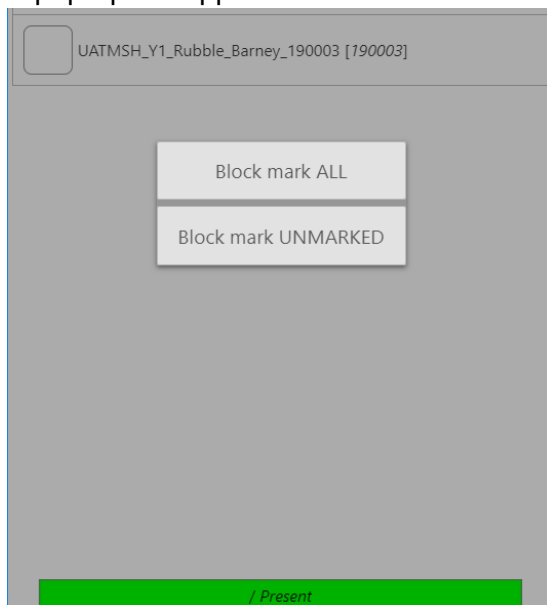 UATMSH_Y1_Rubble_Barney_190003 [190003]
Block mark ALL
Block mark UNMARKED
/ Present